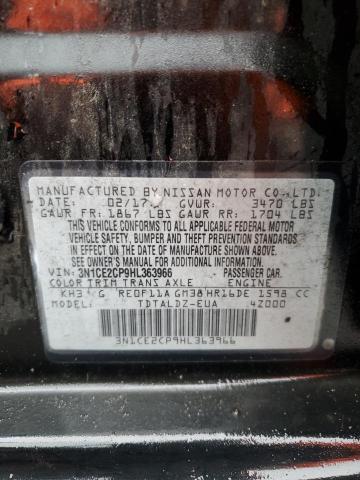 MANUFACTURED BY NISSAN MOTOR CO., LTD.
DATE: 02/17 GVWR: 3470 LBS
GAWR FR: 1867 LBS GAWR RR: 1704 LBS
THIS VEHICLE CONFORMS TO ALL APPLICABLE FEDERAL MOTOR
VEHICLE SAFETY, BUMPER AND THEFT PREVENTION STANDARDS
IN EFFECT ON THE DATE OF MANUFACTURE SHOWN ABOVE.
SEE OWNERS MANUAL FOR ADDITIONAL INFORMATION.
VIN: 3N1CE2CP9HL363966 PASSENGER CAR.
COLOR TRIM TRANS AXLE ENGINE
KH3 G RE0F11A GM38 HR16DE 1598 CC
MODEL: TDTALDZ-EUA 4Z000
3N1CE2CP9HL363966